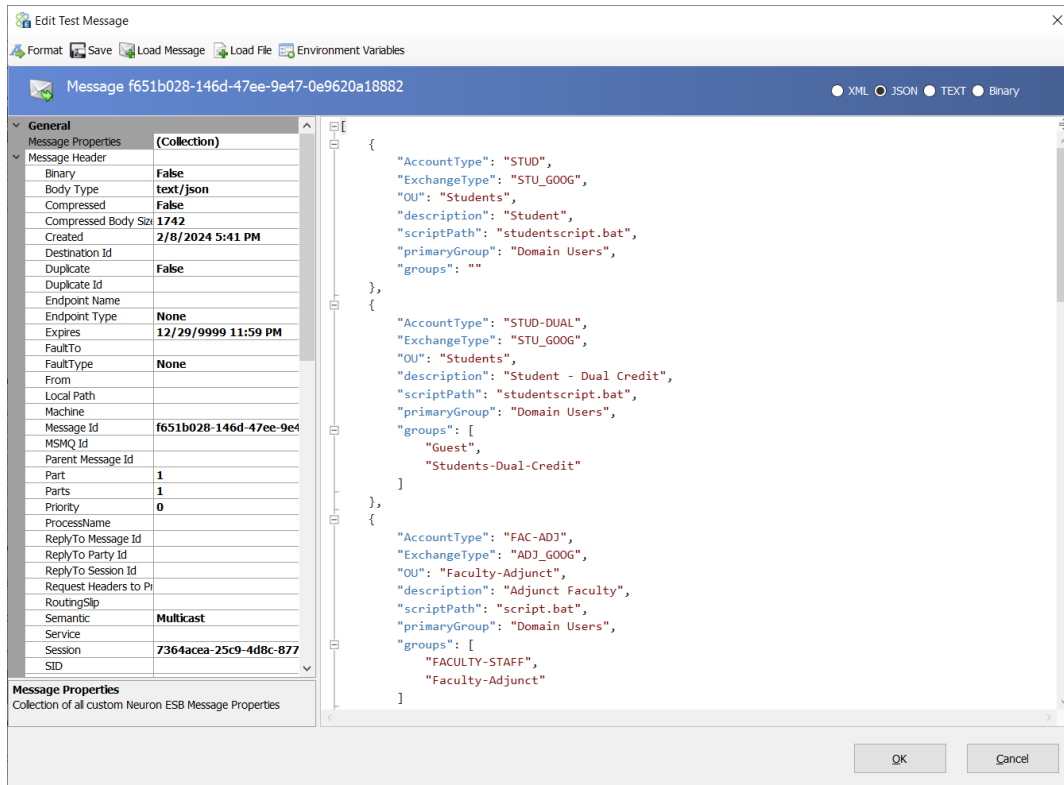 Edit Test Message
Format Save Load Message Load File Environment Variables
Message f651b028-146d-47ee-9e47-0e9620a18882
XML JSON TEXT Binary
General
Message Properties (Collection)
Message Header
Binary False
Body Type text/json
Compressed False
Compressed Body Size 1742
Created 2/8/2024 5:41 PM
Destination Id
Duplicate False
Duplicate Id
Endpoint Name
Endpoint Type None
Expires 12/29/9999 11:59 PM
FaultTo
FaultType None
From
Local Path
Machine
Message Id f651b028-146d-47ee-9e4
MSMQ Id
Parent Message Id
Part 1
Parts 1
Priority 0
ProcessName
ReplyTo Message Id
ReplyTo Party Id
ReplyTo Session Id
Request Headers to Pr
RoutingSlip
Semantic Multicast
Service
Session 7364acea-25c9-4d8c-877
SID
Message Properties
Collection of all custom Neuron ESB Message Properties
[
{
"AccountType": "STUD",
"ExchangeType": "STU_GOOG",
"OU": "Students",
"description": "Student",
"scriptPath": "studentscript.bat",
"primaryGroup": "Domain Users",
"groups": ""
},
{
"AccountType": "STUD-DUAL",
"ExchangeType": "STU_GOOG",
"OU": "Students",
"description": "Student - Dual Credit",
"scriptPath": "studentscript.bat",
"primaryGroup": "Domain Users",
"groups": [
"Guest",
"Students-Dual-Credit"
]
},
{
"AccountType": "FAC-ADJ",
"ExchangeType": "ADJ_GOOG",
"OU": "Faculty-Adjunct",
"description": "Adjunct Faculty",
"scriptPath": "script.bat",
"primaryGroup": "Domain Users",
"groups": [
"FACULTY-STAFF",
"Faculty-Adjunct"
]
OK Cancel